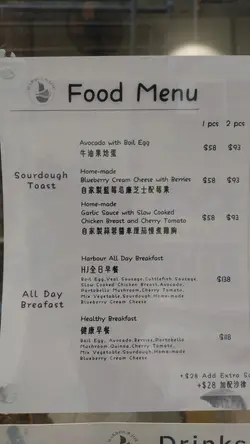 Food Menu
1 pcs 2 pcs
Sourdough
Toast
Avocado with Boil Egg $58 $93
牛油果烚蛋
Home-made
Blueberry Cream Cheese with Berries $58 $93
自家製藍莓忌廉芝士配莓果
Home-made
Garlic Sauce with Slow Cooked $58 $93
Chicken Breast and Cherry Tomato
自家製蒜蓉醬車厘茄慢煮雞胸
All Day
Breafast
Harbour All Day Breakfast
HJ全日早餐
Boil Egg, Veal Sausage, Cuttlefish Sausage $138
Slow Cooked Chicken Breast, Avocado,
Portobello Mushroom, Cherry Tomato,
Mix Vegetable, Sourdough, Home-made
Blueberry Cream Cheese
Healthy Breakfast
健康早餐
Boil Egg, Avocado, Berries, Portobello $118
Mushroom, Quinoa, Cherry Tomato,
Mix Vegetable, Sourdough, Home-made
Blueberry Cream Cheese
+$28 Add Extra
+$28 加配沙律
Drinks